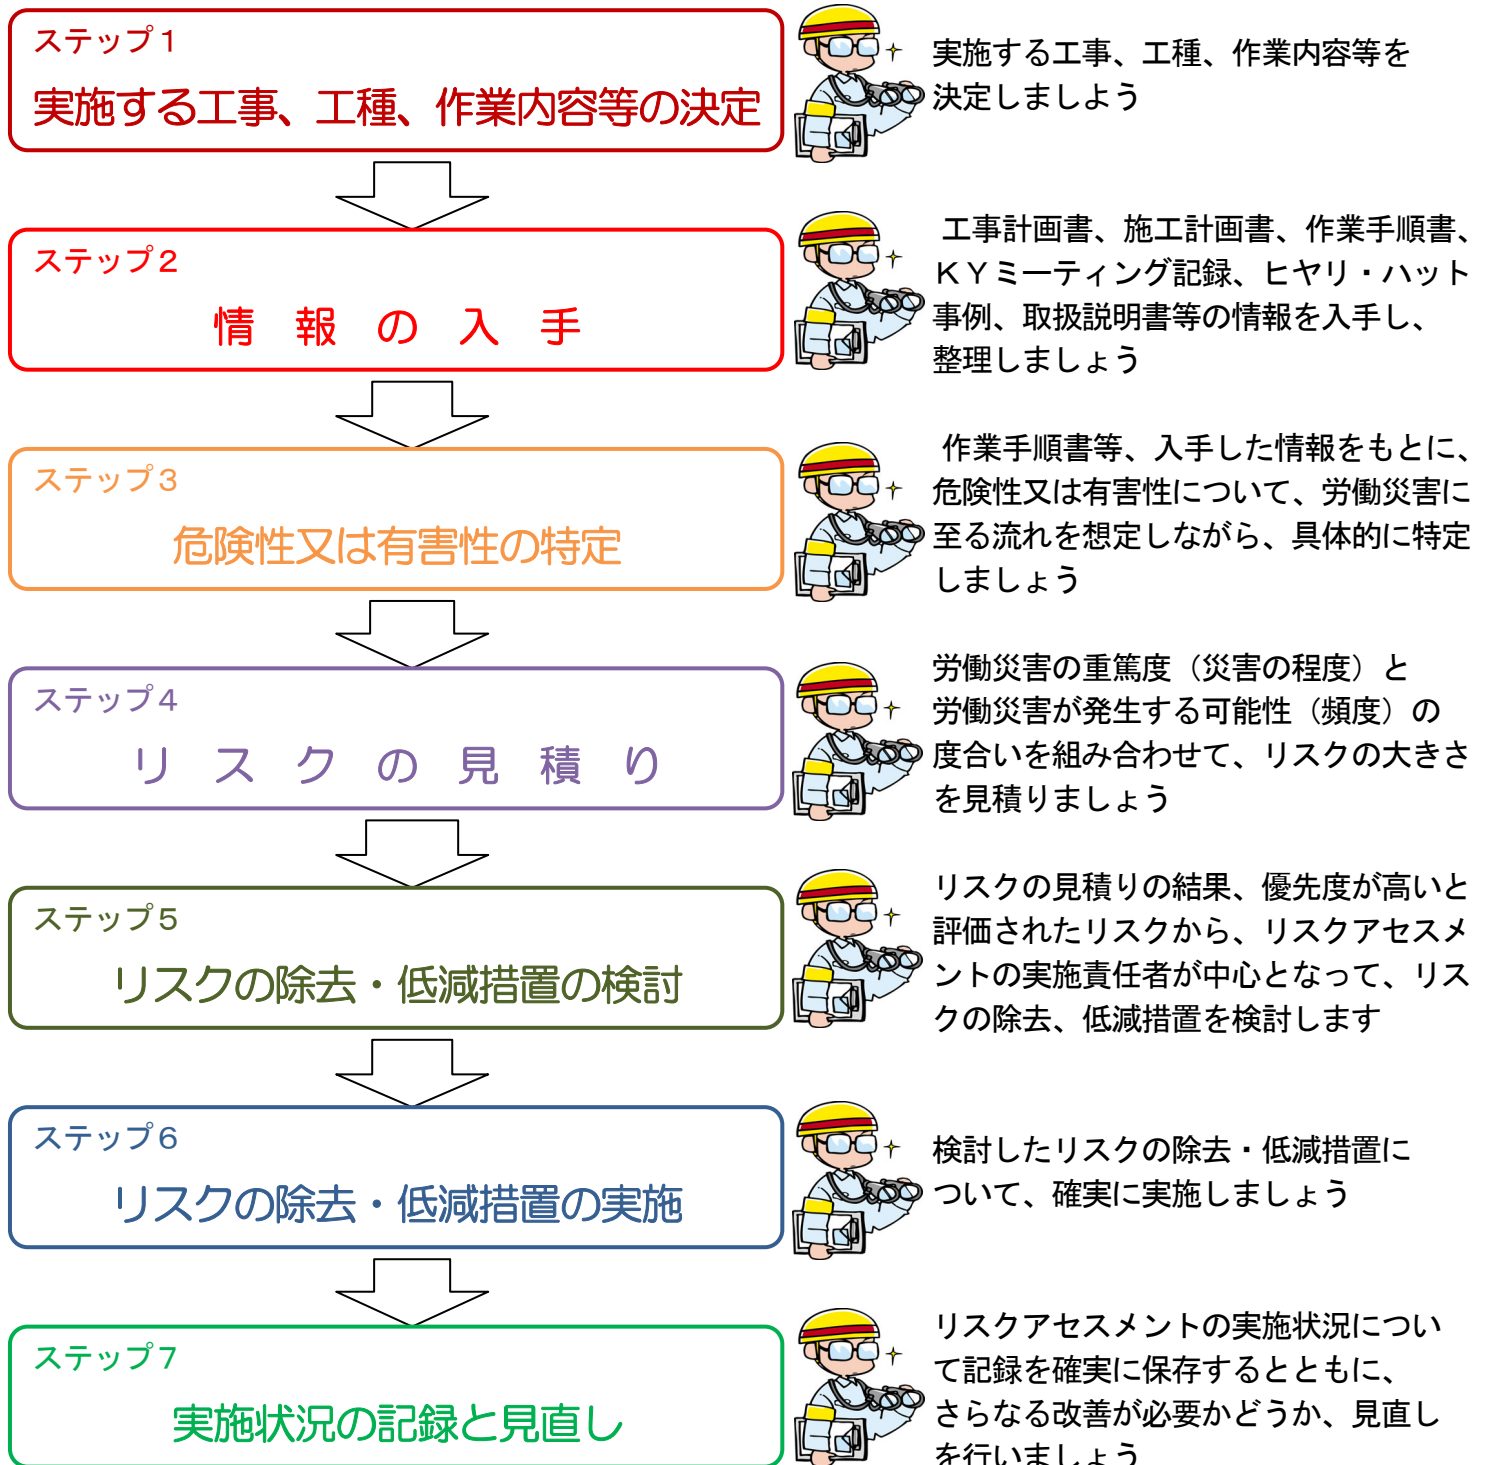 ステップ１
実施する工事、工種、作業内容等の決定
実施する工事、工種、作業内容等を
決定しましよう
ステップ２
情報の入手
工事計画書、施工計画書、作業手順書、
ＫＹミーティング記録、ヒヤリ・ハット
事例、取扱説明書等の情報を入手し、
整理しましょう
ステップ３
危険性又は有害性の特定
作業手順書等、入手した情報をもとに、
危険性又は有害性について、労働災害に
至る流れを想定しながら、具体的に特定
しましょう
ステップ４
リスクの見積り
労働災害の重篤度（災害の程度）と
労働災害が発生する可能性（頻度）の
度合いを組み合わせて、リスクの大きさ
を見積りましょう
ステップ５
リスクの除去・低減措置の検討
リスクの見積りの結果、優先度が高いと
評価されたリスクから、リスクアセスメ
ントの実施責任者が中心となって、リス
クの除去、低減措置を検討します
ステップ６
リスクの除去・低減措置の実施
検討したリスクの除去・低減措置に
ついて、確実に実施しましょう
ステップ７
実施状況の記録と見直し
リスクアセスメントの実施状況につい
て記録を確実に保存するとともに、
さらなる改善が必要かどうか、見直し
を行いましょう